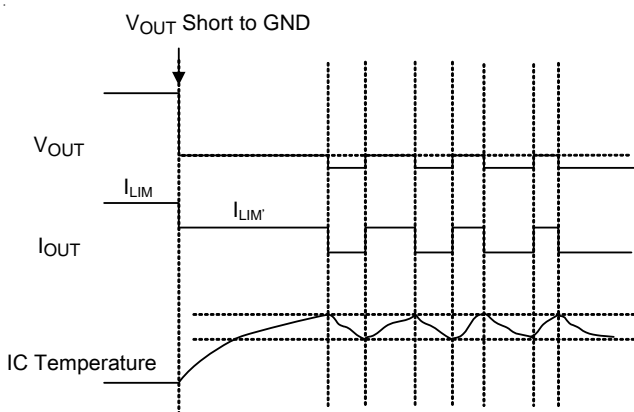 VOUT Short to GND
VOUT
ILIM
ILIM'
IOUT
IC Temperature